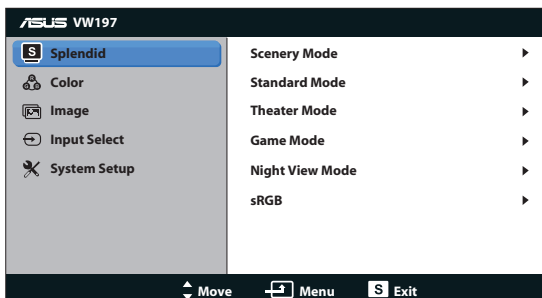 ASUS VW197
S Splendid
Color
Image
Input Select
System Setup
Scenery Mode
Standard Mode
Theater Mode
Game Mode
Night View Mode
sRGB
Move Menu S Exit